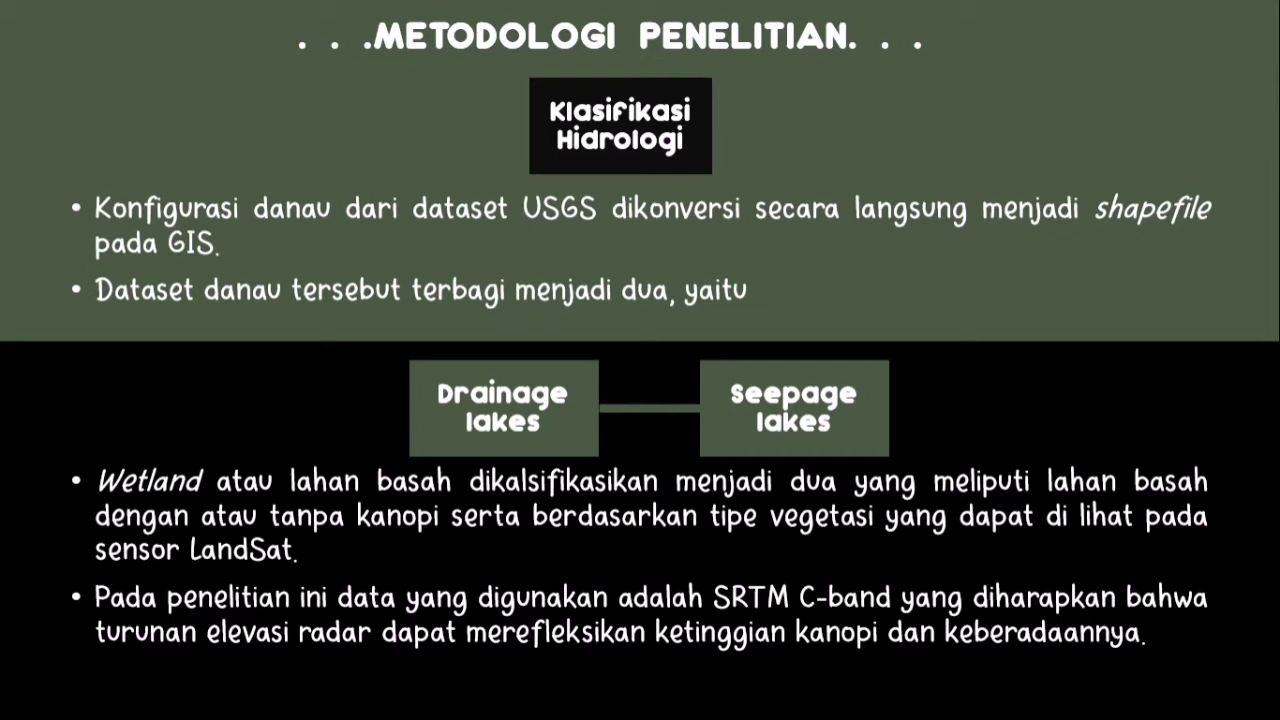 . . .METODOLOGI PENELITIAN. . .
Klasifikasi
Hidrologi
• Konfigurasi danau dari dataset USGS dikonversi secara langsung menjadi shapefile
pada GIS.
• Dataset danau tersebut terbagi menjadi dua, yaitu
Drainage
lakes
Seepage
lakes
• Wetland atau lahan basah dikalsifikasikan menjadi dua yang meliputi lahan basah
dengan atau tanpa kanopi serta berdasarkan tipe vegetasi yang dapat di lihat pada
sensor LandSat.
• Pada penelitian ini data yang digunakan adalah SRTM C-band yang diharapkan bahwa
turunan elevasi radar dapat merefleksikan ketinggian kanopi dan keberadaannya.